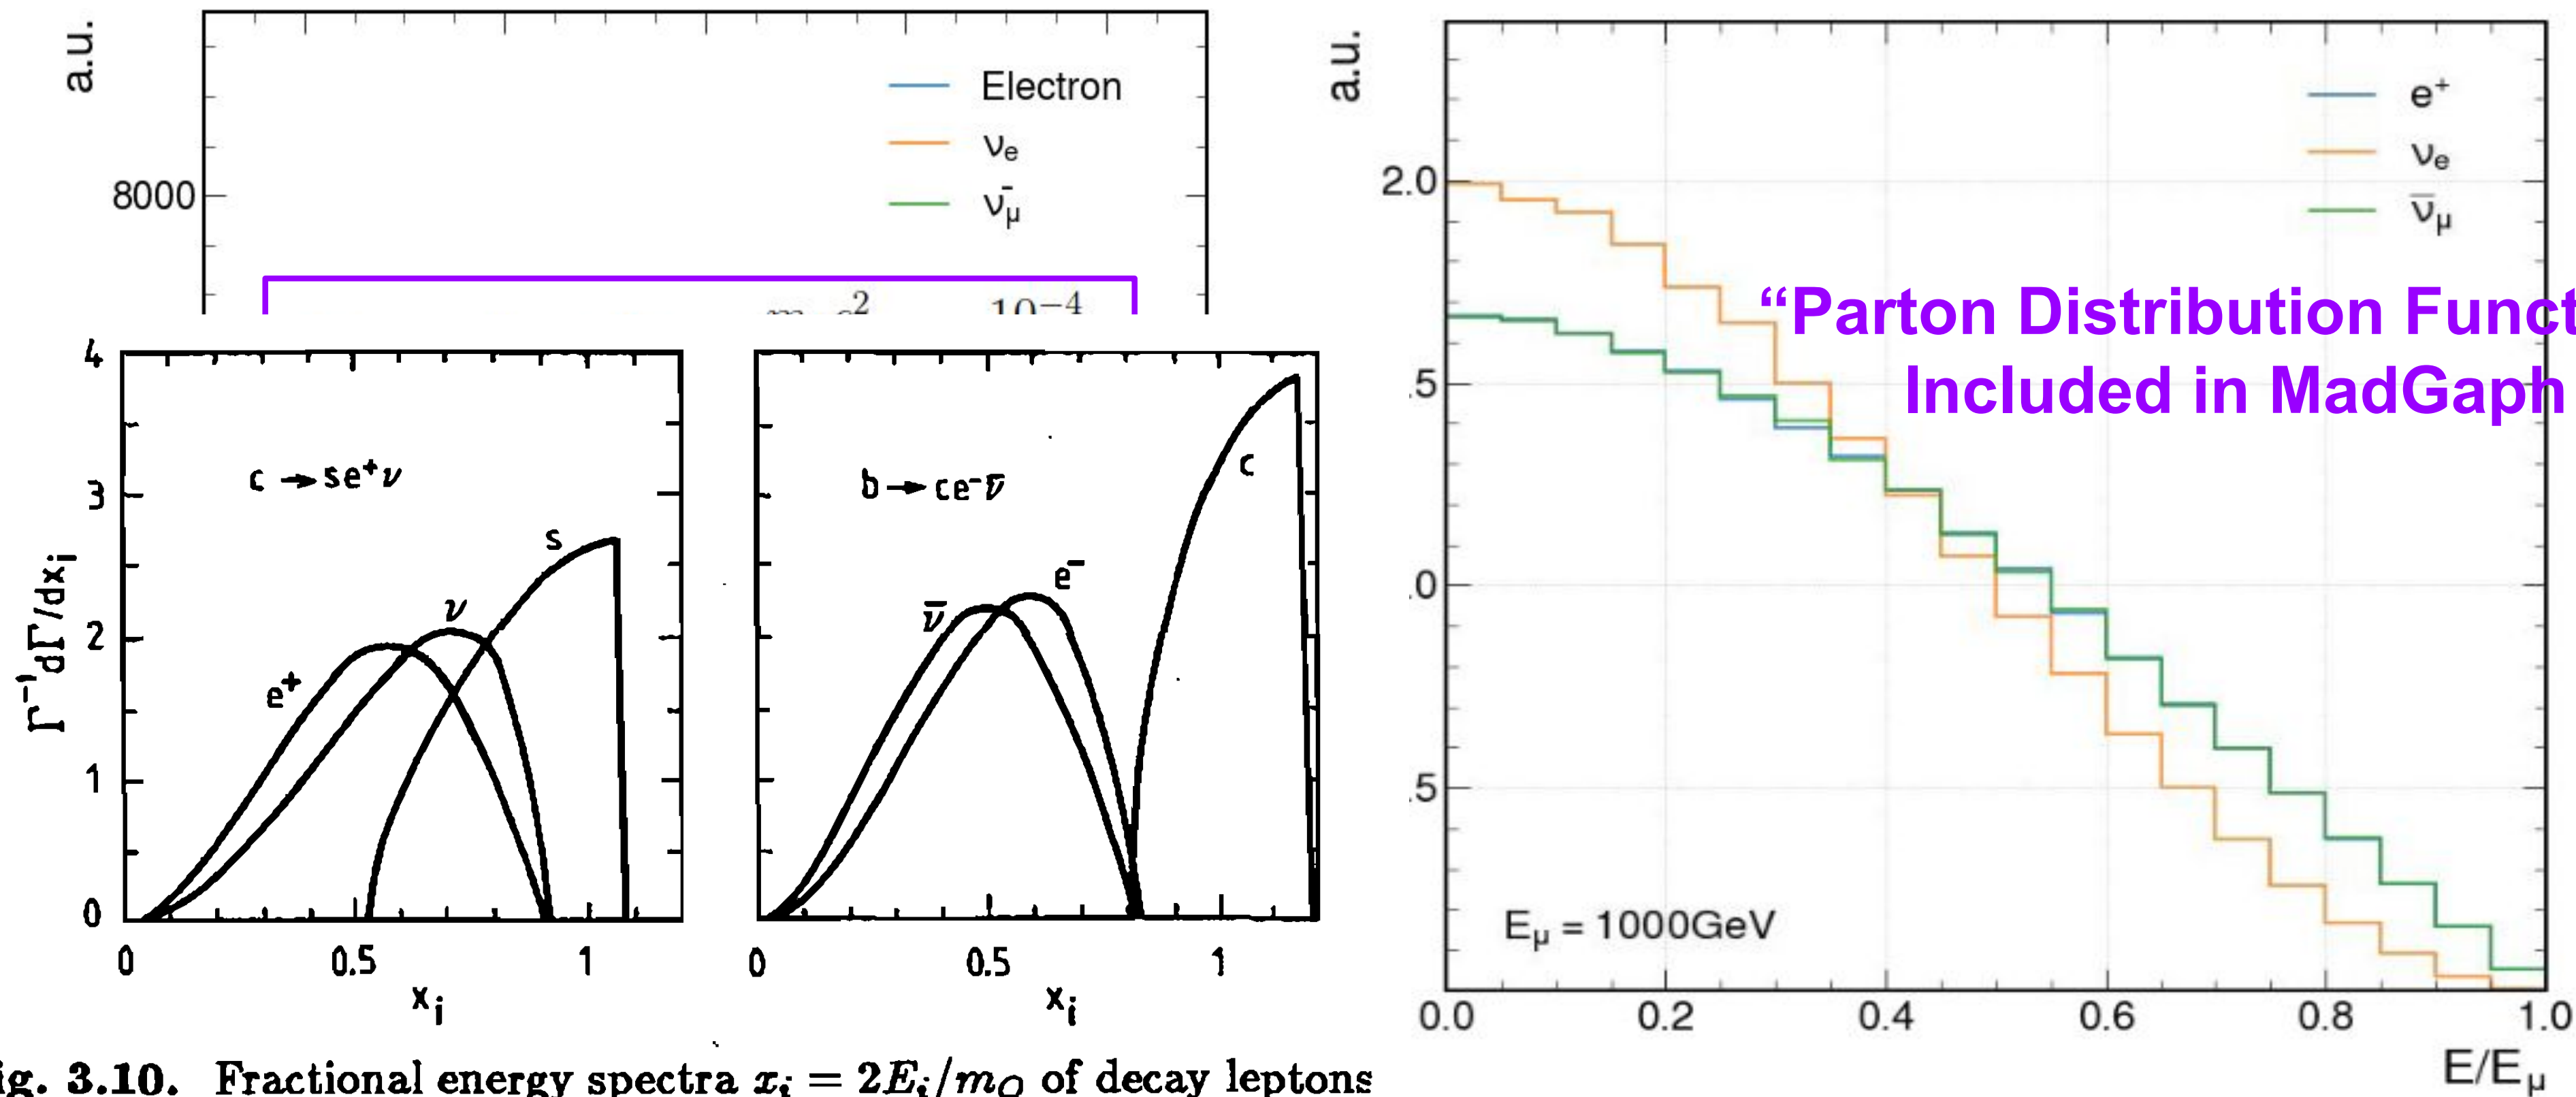 a.u.
Electron
νe
ν̄μ
8000
10−4
4
3
2
1
0
Γ−1dΓ/dxi
c → se+ν
e+
ν
s
0
0.5
1
xi
b → ce−ν̄
ν̄
e−
c
0
0.5
1
xi
ig. 3.10. Fractional energy spectra xi = 2Ei/mQ of decay leptons
a.u.
e+
νe
ν̄μ
2.0
.5
.0
.5
“Parton Distribution Funct
Included in MadGaph
Eμ = 1000GeV
0.0
0.2
0.4
0.6
0.8
1.0
E/Eμ